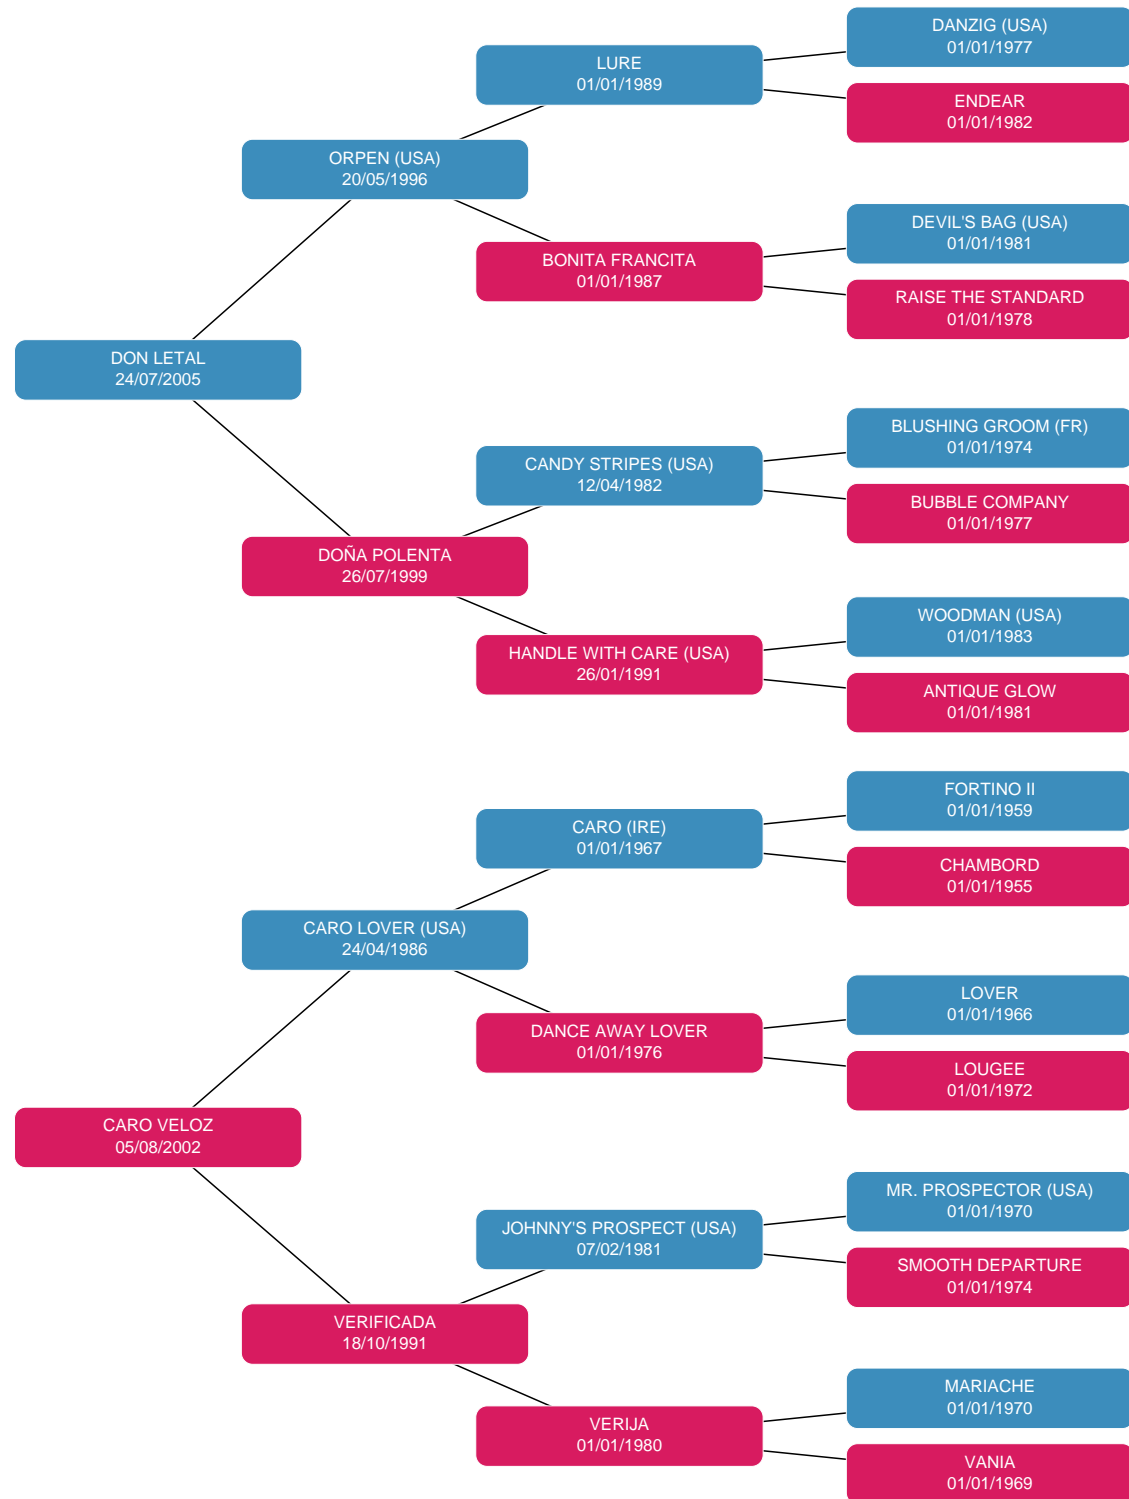 DANZIG (USA)
01/01/1977
LURE
01/01/1989
ENDEAR
01/01/1982
ORPEN (USA)
20/05/1996
DEVIL'S BAG (USA)
01/01/1981
BONITA FRANCITA
01/01/1987
RAISE THE STANDARD
01/01/1978
DON LETAL
24/07/2005
BLUSHING GROOM (FR)
01/01/1974
CANDY STRIPES (USA)
12/04/1982
BUBBLE COMPANY
01/01/1977
DOÑA POLENTA
26/07/1999
WOODMAN (USA)
01/01/1983
HANDLE WITH CARE (USA)
26/01/1991
ANTIQUE GLOW
01/01/1981
FORTINO II
01/01/1959
CARO (IRE)
01/01/1967
CHAMBORD
01/01/1955
CARO LOVER (USA)
24/04/1986
LOVER
01/01/1966
DANCE AWAY LOVER
01/01/1976
LOUGEE
01/01/1972
CARO VELOZ
05/08/2002
MR. PROSPECTOR (USA)
01/01/1970
JOHNNY'S PROSPECT (USA)
07/02/1981
SMOOTH DEPARTURE
01/01/1974
VERIFICADA
18/10/1991
MARIACHE
01/01/1970
VERIJA
01/01/1980
VANIA
01/01/1969